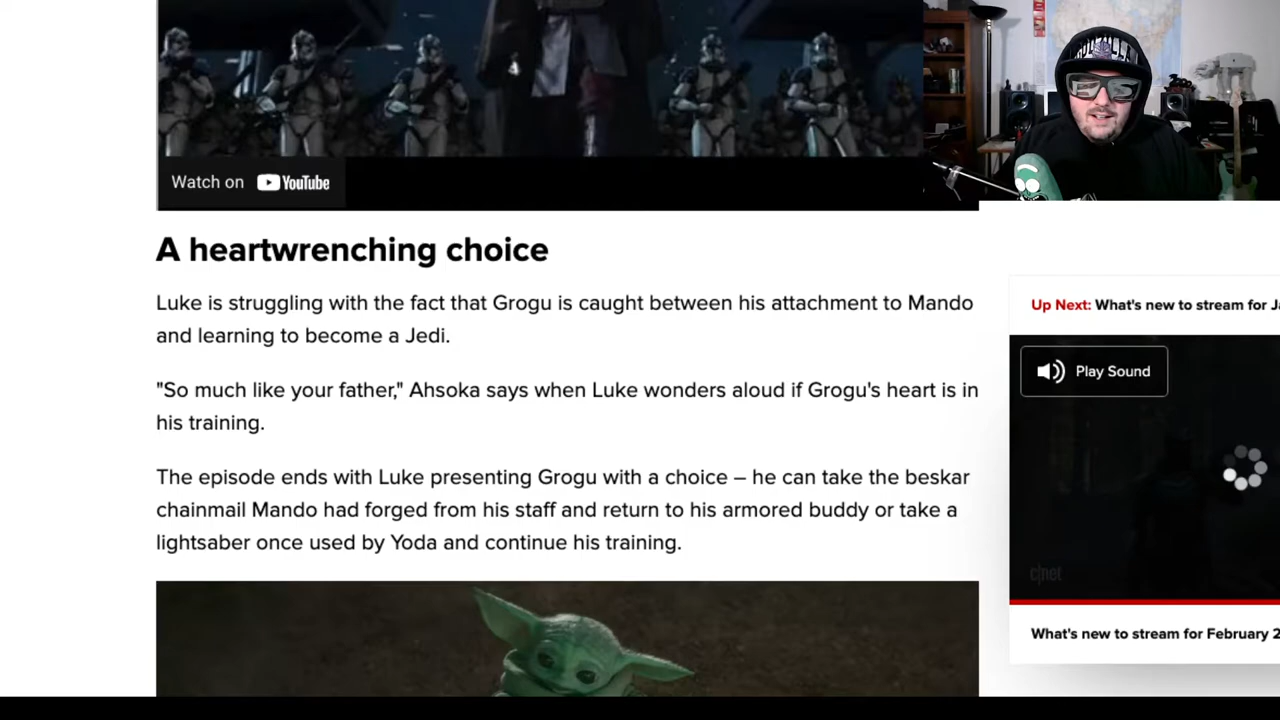 Watch on YouTube
A heartwrenching choice
Luke is struggling with the fact that Grogu is caught between his attachment to Mando
and learning to become a Jedi.
"So much like your father," Ahsoka says when Luke wonders aloud if Grogu's heart is in
his training.
The episode ends with Luke presenting Grogu with a choice – he can take the beskar
chainmail Mando had forged from his staff and return to his armored buddy or take a
lightsaber once used by Yoda and continue his training.
Up Next: What's new to stream for Ja
Play Sound
c|net
What's new to stream for February 2